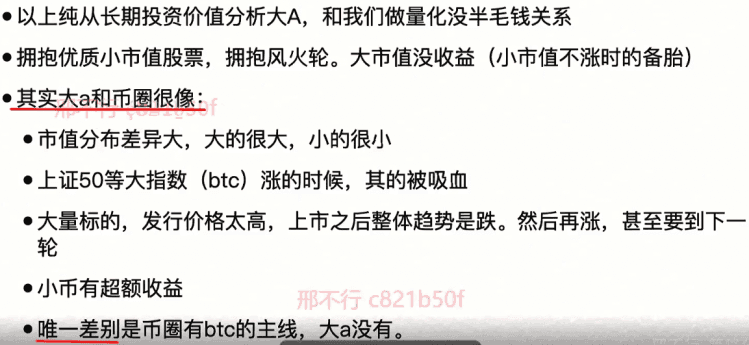 以上纯从长期投资价值分析大A，和我们做量化没半毛钱关系
拥抱优质小市值股票，拥抱风火轮。大市值没收益（小市值不涨时的备胎）
其实大a和币圈很像：
市值分布差异大，大的很大，小的很小
上证50等大指数（btc）涨的时候，其的被吸血
大量标的，发行价格太高，上市之后整体趋势是跌。然后再涨，甚至要到下一
轮
小币有超额收益
邢不行 c821b50f
唯一差别是币圈有btc的主线，大a没有。